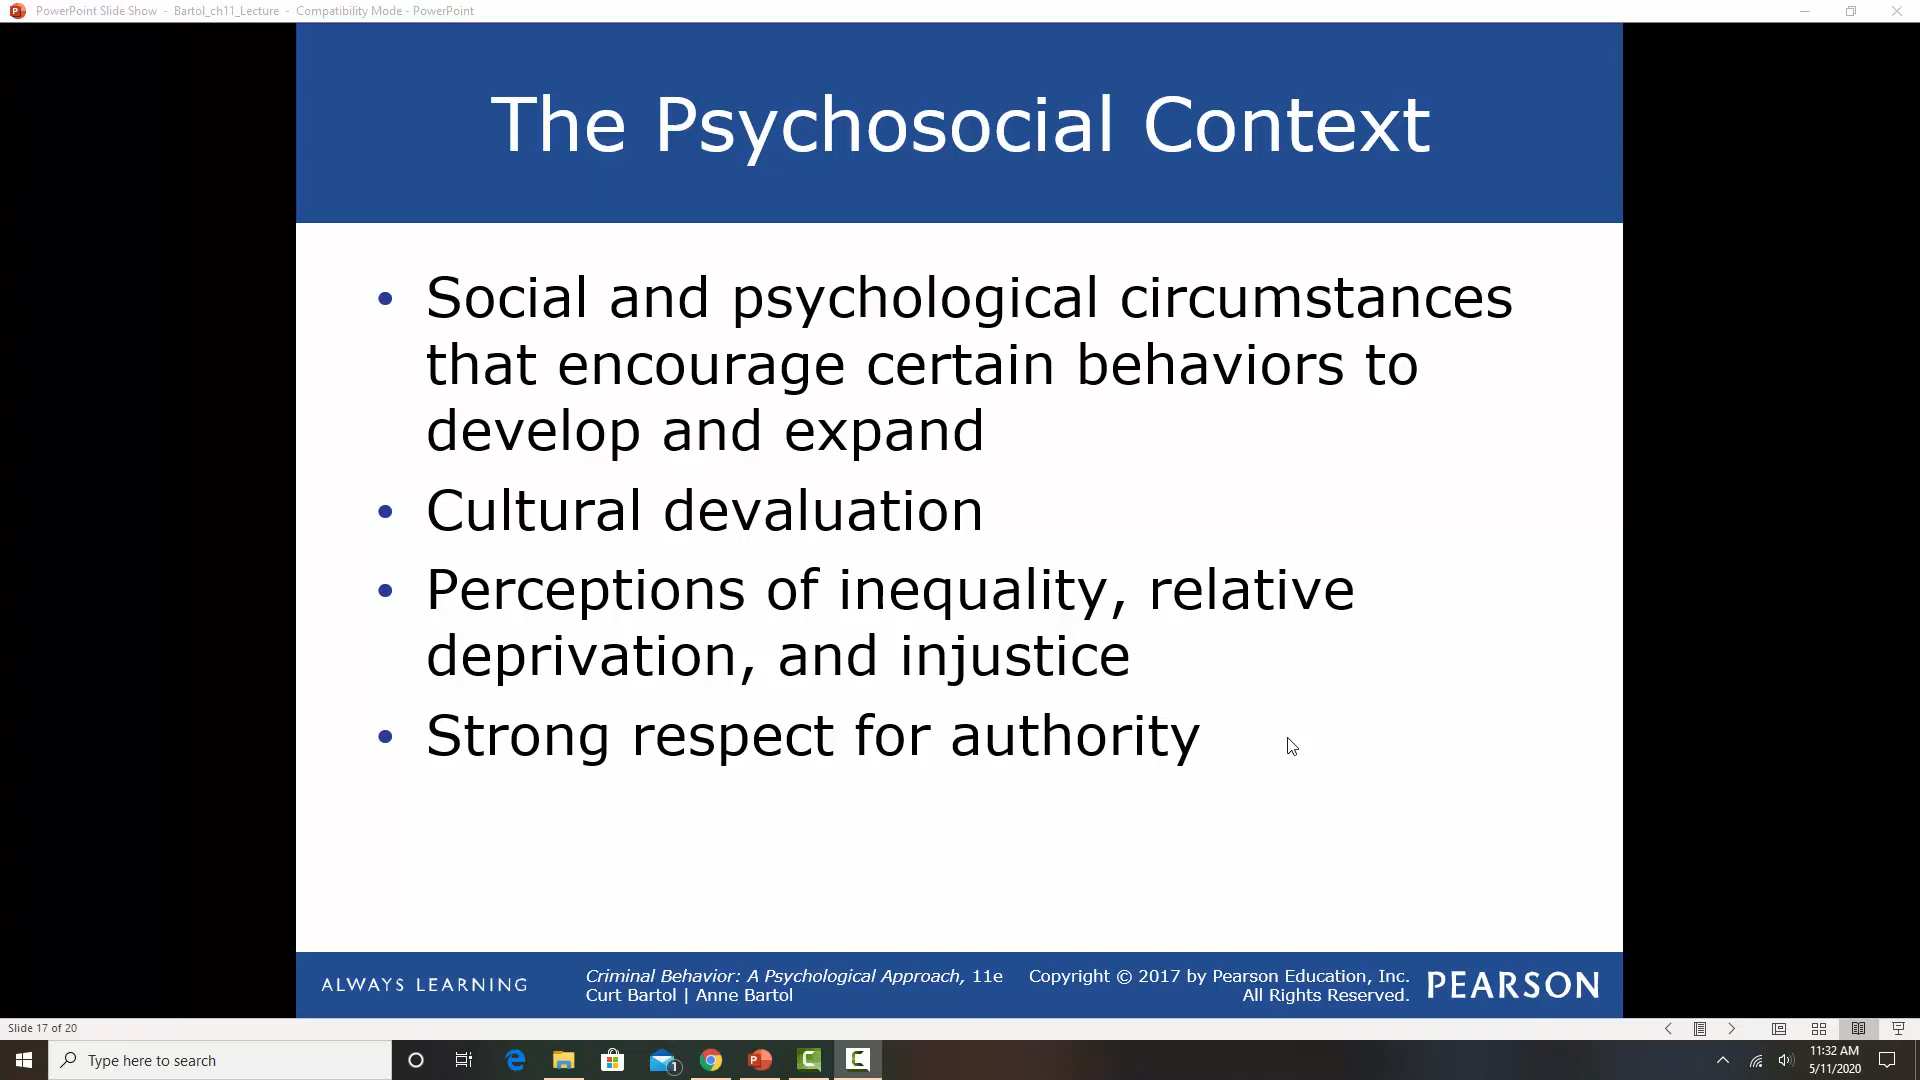 PowerPoint Slide Show - Bartol_ch11_Lecture - Compatibility Mode - PowerPoint
The Psychosocial Context
• Social and psychological circumstances
that encourage certain behaviors to
develop and expand
• Cultural devaluation
• Perceptions of inequality, relative
deprivation, and injustice
• Strong respect for authority
ALWAYS LEARNING
Criminal Behavior: A Psychological Approach, 11e
Curt Bartol | Anne Bartol
Copyright © 2017 by Pearson Education, Inc.
All Rights Reserved.
PEARSON
Slide 17 of 20
Type here to search
1
11:32 AM
5/11/2020